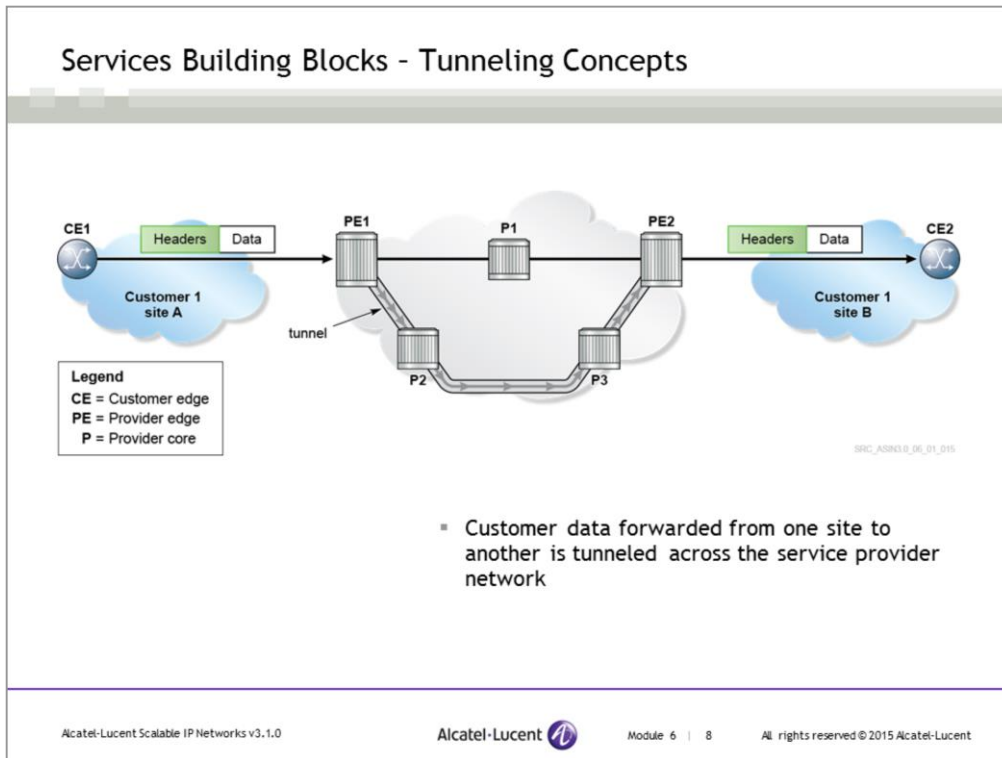 Services Building Blocks – Tunneling Concepts
CE1
Headers
Data
PE1
P1
PE2
Headers
Data
CE2
Customer 1
site A
tunnel
Customer 1
site B
P2
P3
Legend
CE = Customer edge
PE = Provider edge
P = Provider core
SRC_ASIN3.0_06_01_015
Customer data forwarded from one site to
another is tunneled across the service provider
network
Alcatel-Lucent Scalable IP Networks v3.1.0
Alcatel·Lucent
Module 6 | 8
All rights reserved © 2015 Alcatel-Lucent